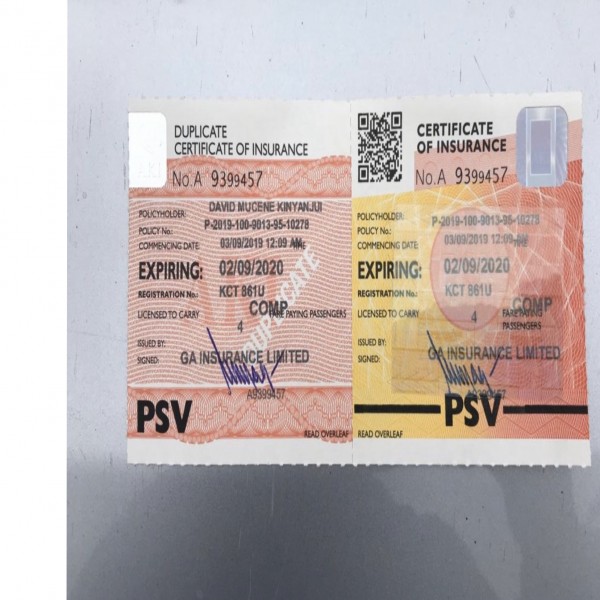 DUPLICATE
CERTIFICATE OF INSURANCE
No. A 9399457
POLICYHOLDER: DAVID MUCENE KINYANJUI
POLICY No.: P-2019-100-9013-95-10278
COMMENCING DATE: 03/09/2019 12:09 AM
EXPIRING: 02/09/2020
REGISTRATION No.: KCT 861U
COMP
LICENSED TO CARRY 4 FARE PAYING PASSENGERS
DUPLICATE
ISSUED BY: GA INSURANCE LIMITED
SIGNED:
A9399457
PSV
READ OVERLEAF
CERTIFICATE
OF INSURANCE
No. A 9399457
POLICYHOLDER:
POLICY No.: P-2019-100-9013-95-10278
COMMENCING DATE: 03/09/2019 12:09 AM
EXPIRING: 02/09/2020
REGISTRATION No.: KCT 861U
COMP
LICENSED TO CARRY 4 FARE PAYING PASSENGERS
ISSUED BY: GA INSURANCE LIMITED
SIGNED:
A9399457
PSV
READ OVERLEAF